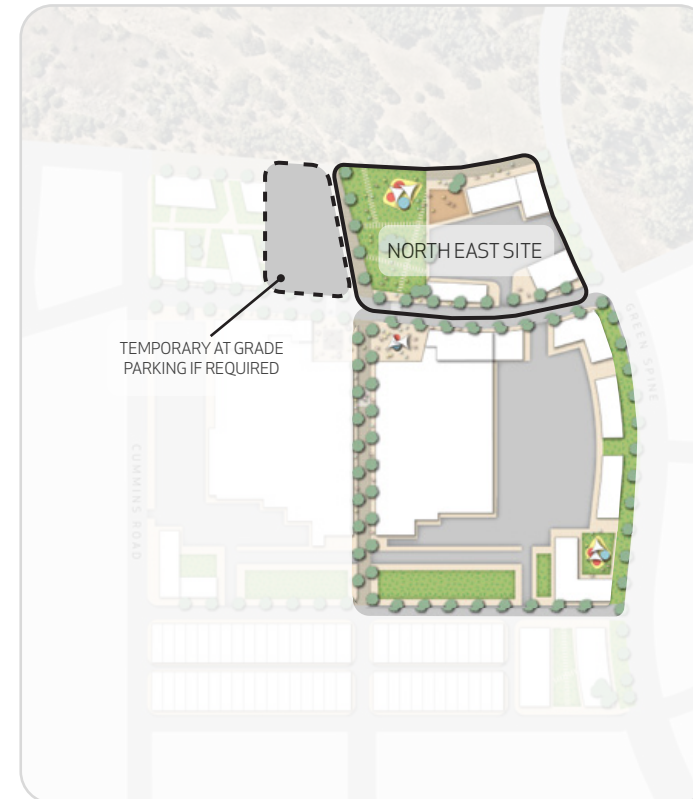 NORTH EAST SITE
TEMPORARY AT GRADE
PARKING IF REQUIRED
GREEN SPINE
CUMMINS ROAD